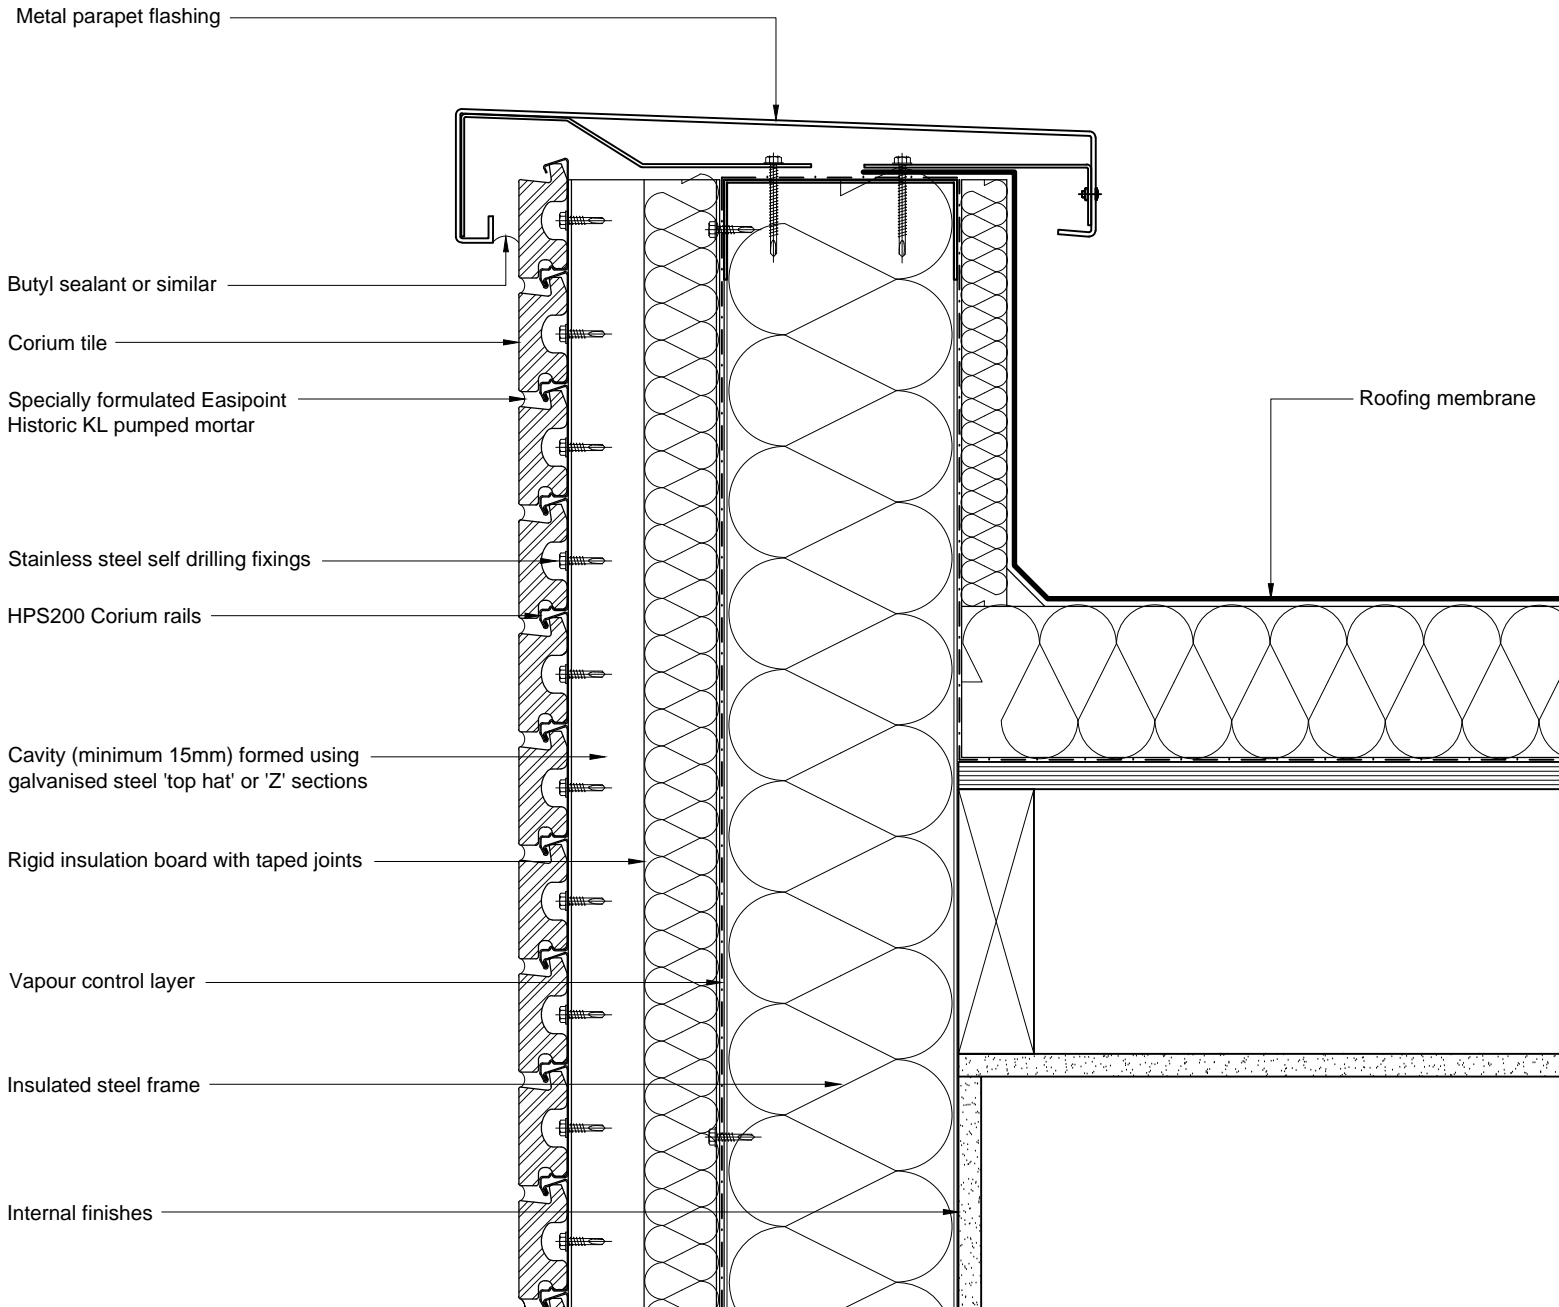 Metal parapet flashing
Butyl sealant or similar
Corium tile
Specially formulated Easipoint
Historic KL pumped mortar
Roofing membrane
Stainless steel self drilling fixings
HPS200 Corium rails
Cavity (minimum 15mm) formed using
galvanised steel 'top hat' or 'Z' sections
Rigid insulation board with taped joints
Vapour control layer
Insulated steel frame
Internal finishes